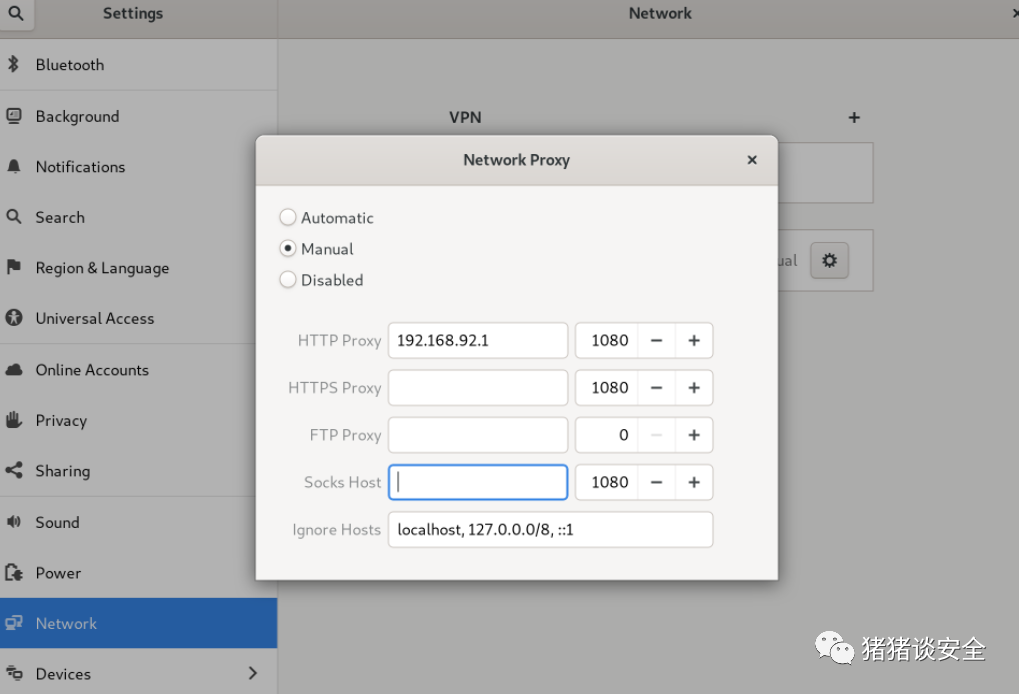 Settings
Network
Bluetooth
Background
Notifications
Search
Region & Language
Universal Access
Online Accounts
Privacy
Sharing
Sound
Power
Network
Devices
VPN
ual
Network Proxy
Automatic
Manual
Disabled
HTTP Proxy 192.168.92.1 1080 − +
HTTPS Proxy 1080 − +
FTP Proxy 0 − +
Socks Host 1080 − +
Ignore Hosts localhost, 127.0.0.0/8, ::1
猪猪谈安全